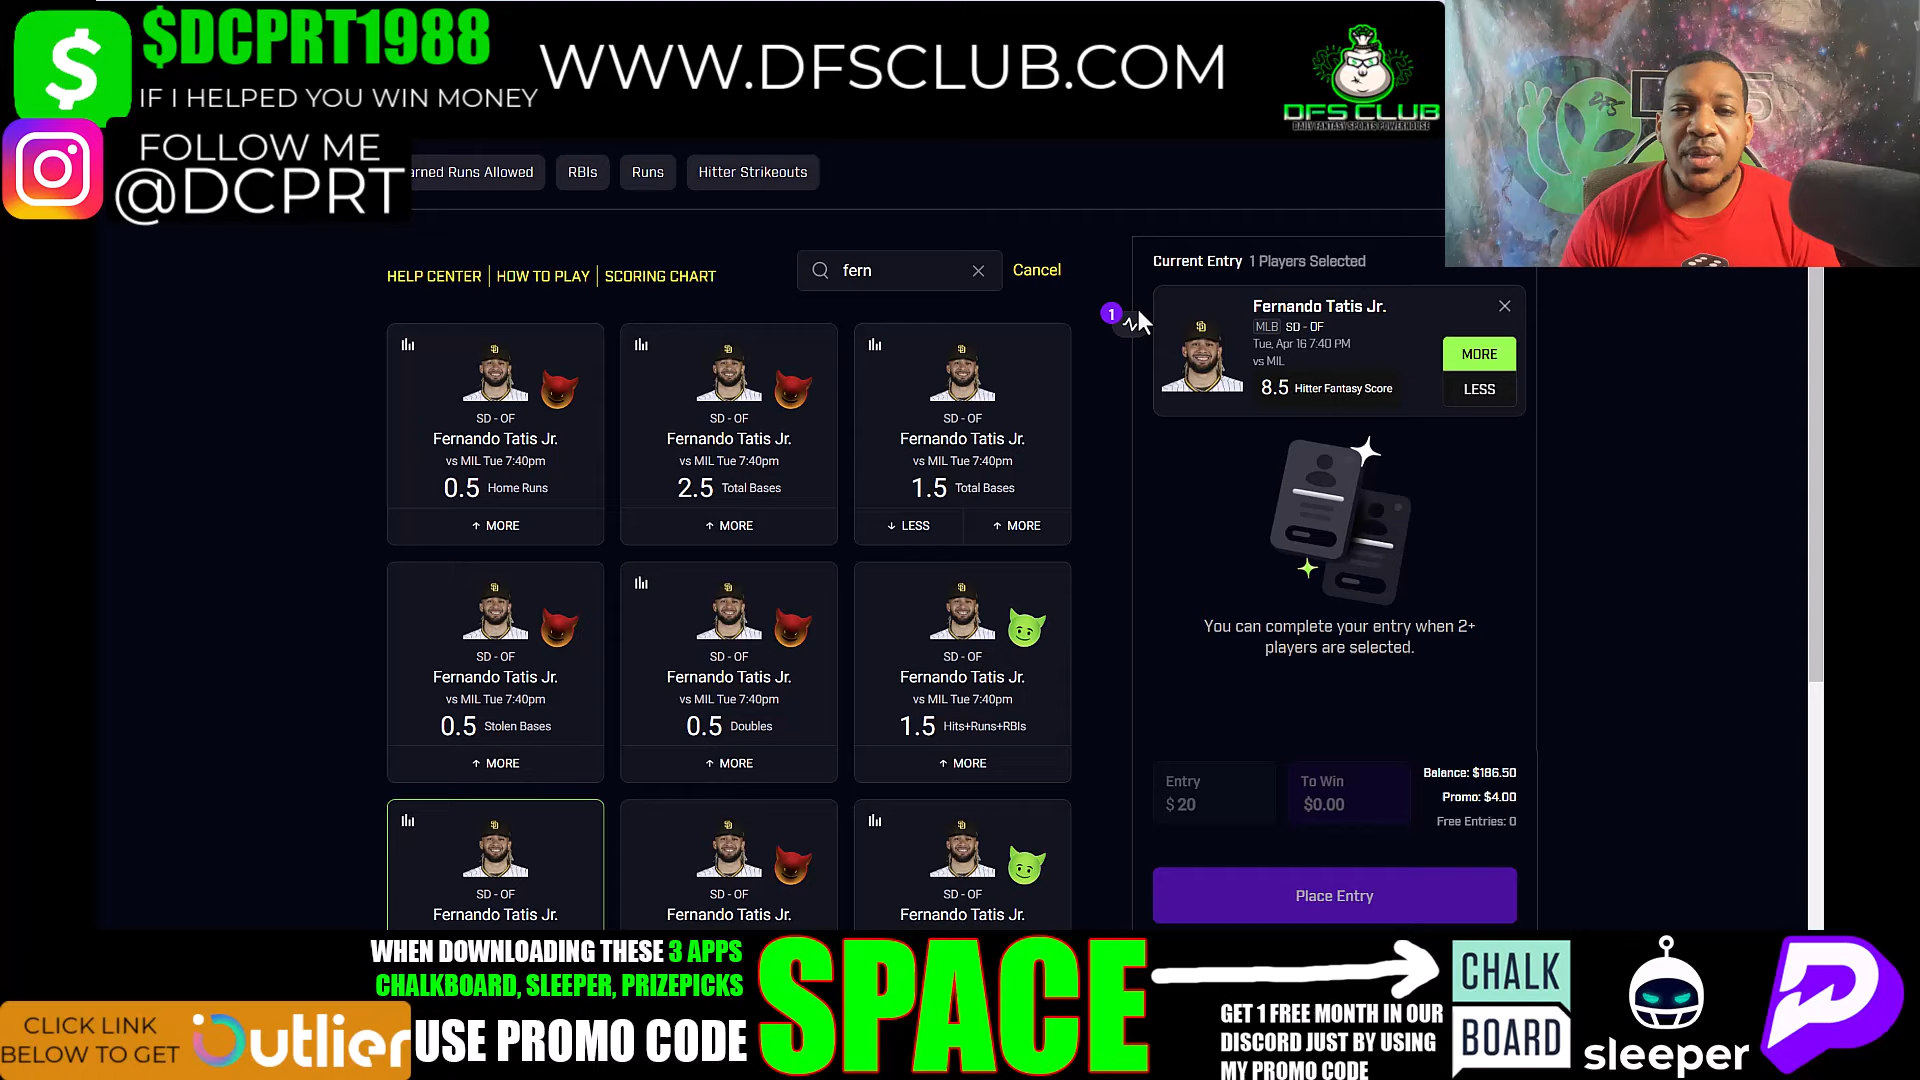 $DCPRT1988
IF I HELPED YOU WIN MONEY
WWW.DFSCLUB.COM
DFS CLUB
DAILY FANTASY SPORTS POWERHOUSE
FOLLOW ME
@DCPRT
arned Runs Allowed
RBIs
Runs
Hitter Strikeouts
HELP CENTER
HOW TO PLAY
SCORING CHART
fern
Cancel
SD - OF
Fernando Tatis Jr.
vs MIL Tue 7:40pm
0.5 Home Runs
↑ MORE
SD - OF
Fernando Tatis Jr.
vs MIL Tue 7:40pm
2.5 Total Bases
↑ MORE
SD - OF
Fernando Tatis Jr.
vs MIL Tue 7:40pm
1.5 Total Bases
↓ LESS
↑ MORE
SD - OF
Fernando Tatis Jr.
vs MIL Tue 7:40pm
0.5 Stolen Bases
↑ MORE
SD - OF
Fernando Tatis Jr.
vs MIL Tue 7:40pm
0.5 Doubles
↑ MORE
SD - OF
Fernando Tatis Jr.
vs MIL Tue 7:40pm
1.5 Hits+Runs+RBIs
↑ MORE
SD - OF
Fernando Tatis Jr.
SD - OF
Fernando Tatis Jr.
SD - OF
Fernando Tatis Jr.
Current Entry 1 Players Selected
1
Fernando Tatis Jr.
MLB SD - OF
Tue, Apr 16 7:40 PM
vs MIL
8.5 Hitter Fantasy Score
MORE
LESS
You can complete your entry when 2+
players are selected.
Entry
$ 20
To Win
$0.00
Balance: $186.50
Promo: $4.00
Free Entries: 0
Place Entry
WHEN DOWNLOADING THESE 3 APPS
CHALKBOARD, SLEEPER, PRIZEPICKS
USE PROMO CODE
SPACE
CLICK LINK
BELOW TO GET
Outlier
GET 1 FREE MONTH IN OUR
DISCORD JUST BY USING
MY PROMO CODE
CHALK
BOARD
sleeper